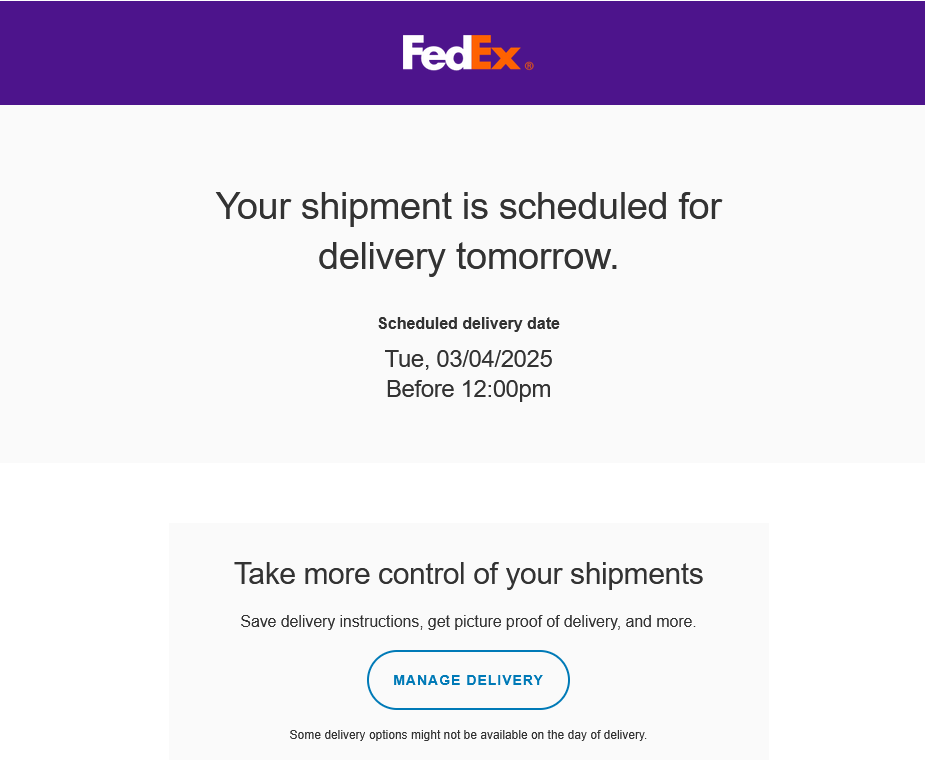 FedEx®
Your shipment is scheduled for
delivery tomorrow.
Scheduled delivery date
Tue, 03/04/2025
Before 12:00pm
Take more control of your shipments
Save delivery instructions, get picture proof of delivery, and more.
MANAGE DELIVERY
Some delivery options might not be available on the day of delivery.